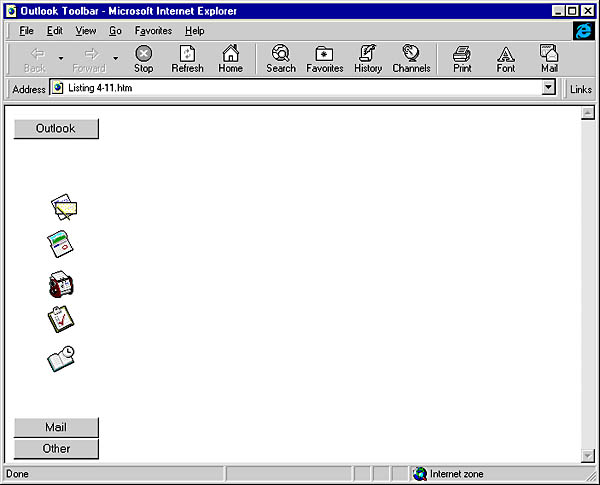 Outlook Toolbar - Microsoft Internet Explorer
File Edit View Go Favorites Help
Back Forward Stop Refresh Home Search Favorites History Channels Print Font Mail
Address Listing 4-11.htm Links
Outlook
Mail
Other
Done Internet zone